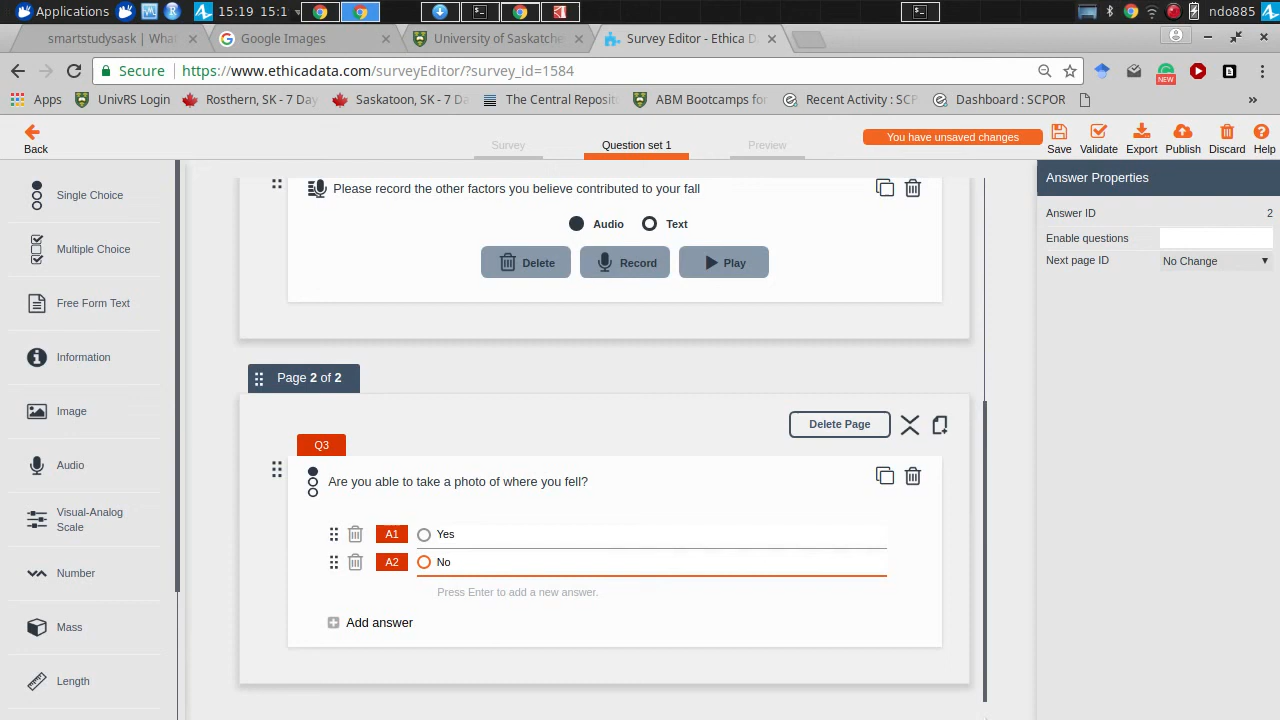 Applications 15:19 15:1 ndo885
smartstudysask | Wha Google Images University of Saskatche Survey Editor - Ethica D
Secure https://www.ethicadata.com/surveyEditor/?survey_id=1584 NEW
Apps UnivRS Login Rosthern, SK - 7 Day Saskatoon, SK - 7 Da The Central Reposit ABM Bootcamps for Recent Activity : SCP Dashboard : SCPOR »
Back Survey Question set 1 Preview You have unsaved changes Save Validate Export Publish Discard Help
Single Choice
Multiple Choice
Free Form Text
Information
Image
Audio
Visual-Analog
Scale
Number
Mass
Length
Please record the other factors you believe contributed to your fall
Audio Text
Delete Record Play
Page 2 of 2
Delete Page
Q3
Are you able to take a photo of where you fell?
A1 Yes
A2 No
Press Enter to add a new answer.
Add answer
Answer Properties
Answer ID 2
Enable questions
Next page ID No Change